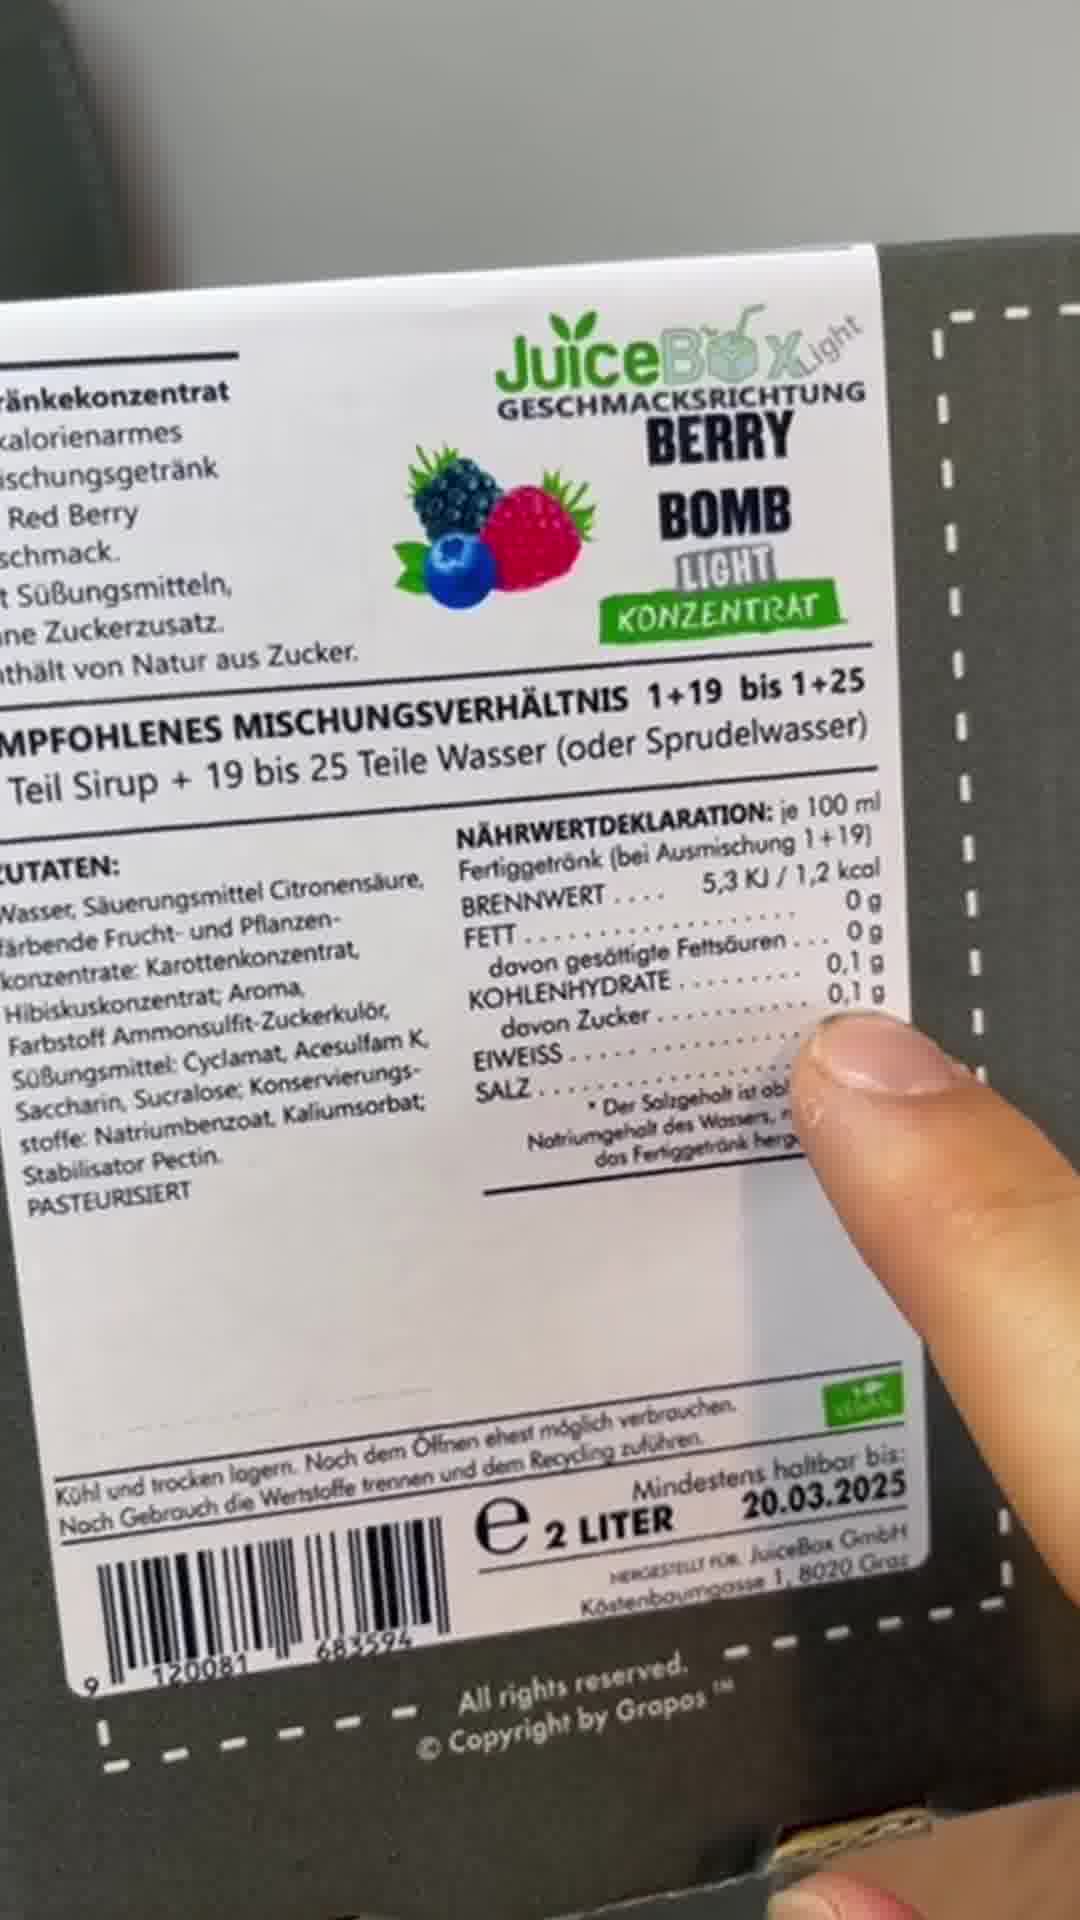 JuiceBox Light
GESCHMACKSRICHTUNG
BERRY
BOMB
LIGHT
KONZENTRAT
ränkekonzentrat
kalorienarmes
ischungsgetränk
Red Berry
schmack.
t Süßungsmitteln,
ne Zuckerzusatz.
nthält von Natur aus Zucker.
MPFOHLENES MISCHUNGSVERHÄLTNIS 1+19 bis 1+25
Teil Sirup + 19 bis 25 Teile Wasser (oder Sprudelwasser)
ZUTATEN:
Wasser, Säuerungsmittel Citronensäure,
färbende Frucht- und Pflanzen-
konzentrate: Karottenkonzentrat,
Hibiskuskonzentrat; Aroma,
Farbstoff Ammonsulfit-Zuckerkulör,
Süßungsmittel: Cyclamat, Acesulfam K,
Saccharin, Sucralose; Konservierungs-
stoffe: Natriumbenzoat, Kaliumsorbat;
Stabilisator Pectin.
PASTEURISIERT
NÄHRWERTDEKLARATION: je 100 ml
Fertiggetränk (bei Ausmischung 1+19)
BRENNWERT .... 5,3 KJ / 1,2 kcal
FETT ................ 0 g
davon gesättigte Fettsäuren ... 0 g
KOHLENHYDRATE ......... 0,1 g
davon Zucker ............ 0,1 g
EIWEISS ................
SALZ ..................
* Der Salzgehalt ist
Natriumgehalt des Wassers,
das Fertiggetränk
Kühl und trocken lagern. Nach dem Öffnen ehest möglich verbrauchen.
Nach Gebrauch die Wertstoffe trennen und dem Recycling zuführen.
VEGAN
Mindestens haltbar bis:
e 2 LITER 20.03.2025
HERGESTELLT FÜR: JuiceBox GmbH
Köstenbaumgasse 1, 8020 Graz
9 120081 683594
All rights reserved.
© Copyright by Grapos ™